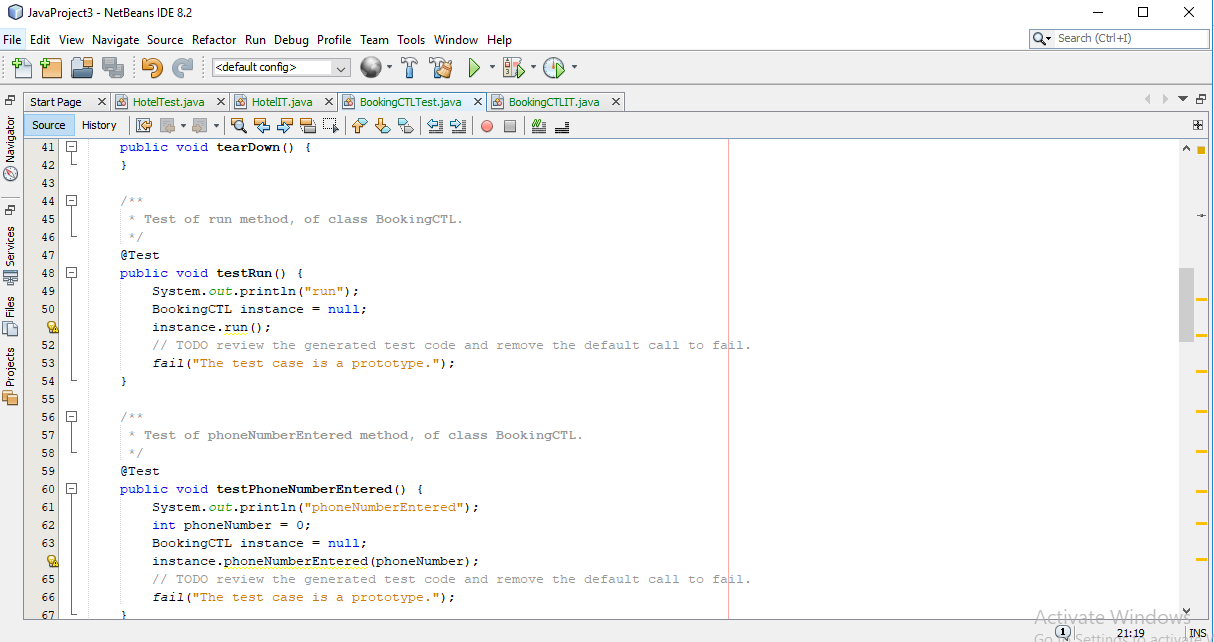 JavaProject3 - NetBeans IDE 8.2
File Edit View Navigate Source Refactor Run Debug Profile Team Tools Window Help
Search (Ctrl+I)
<default config>
Start Page HotelTest.java HotelIT.java BookingCTLTest.java BookingCTLIT.java
Source History
Navigator
Services
Files
Projects
41 public void tearDown() {
42 }
43
44 /**
45 * Test of run method, of class BookingCTL.
46 */
47 @Test
48 public void testRun() {
49 System.out.println("run");
50 BookingCTL instance = null;
instance.run();
52 // TODO review the generated test code and remove the default call to fail.
53 fail("The test case is a prototype.");
54 }
55
56 /**
57 * Test of phoneNumberEntered method, of class BookingCTL.
58 */
59 @Test
60 public void testPhoneNumberEntered() {
61 System.out.println("phoneNumberEntered");
62 int phoneNumber = 0;
63 BookingCTL instance = null;
instance.phoneNumberEntered(phoneNumber);
65 // TODO review the generated test code and remove the default call to fail.
66 fail("The test case is a prototype.");
67 }
Activate Windows
Go to Settings to activate
1 21:19 INS